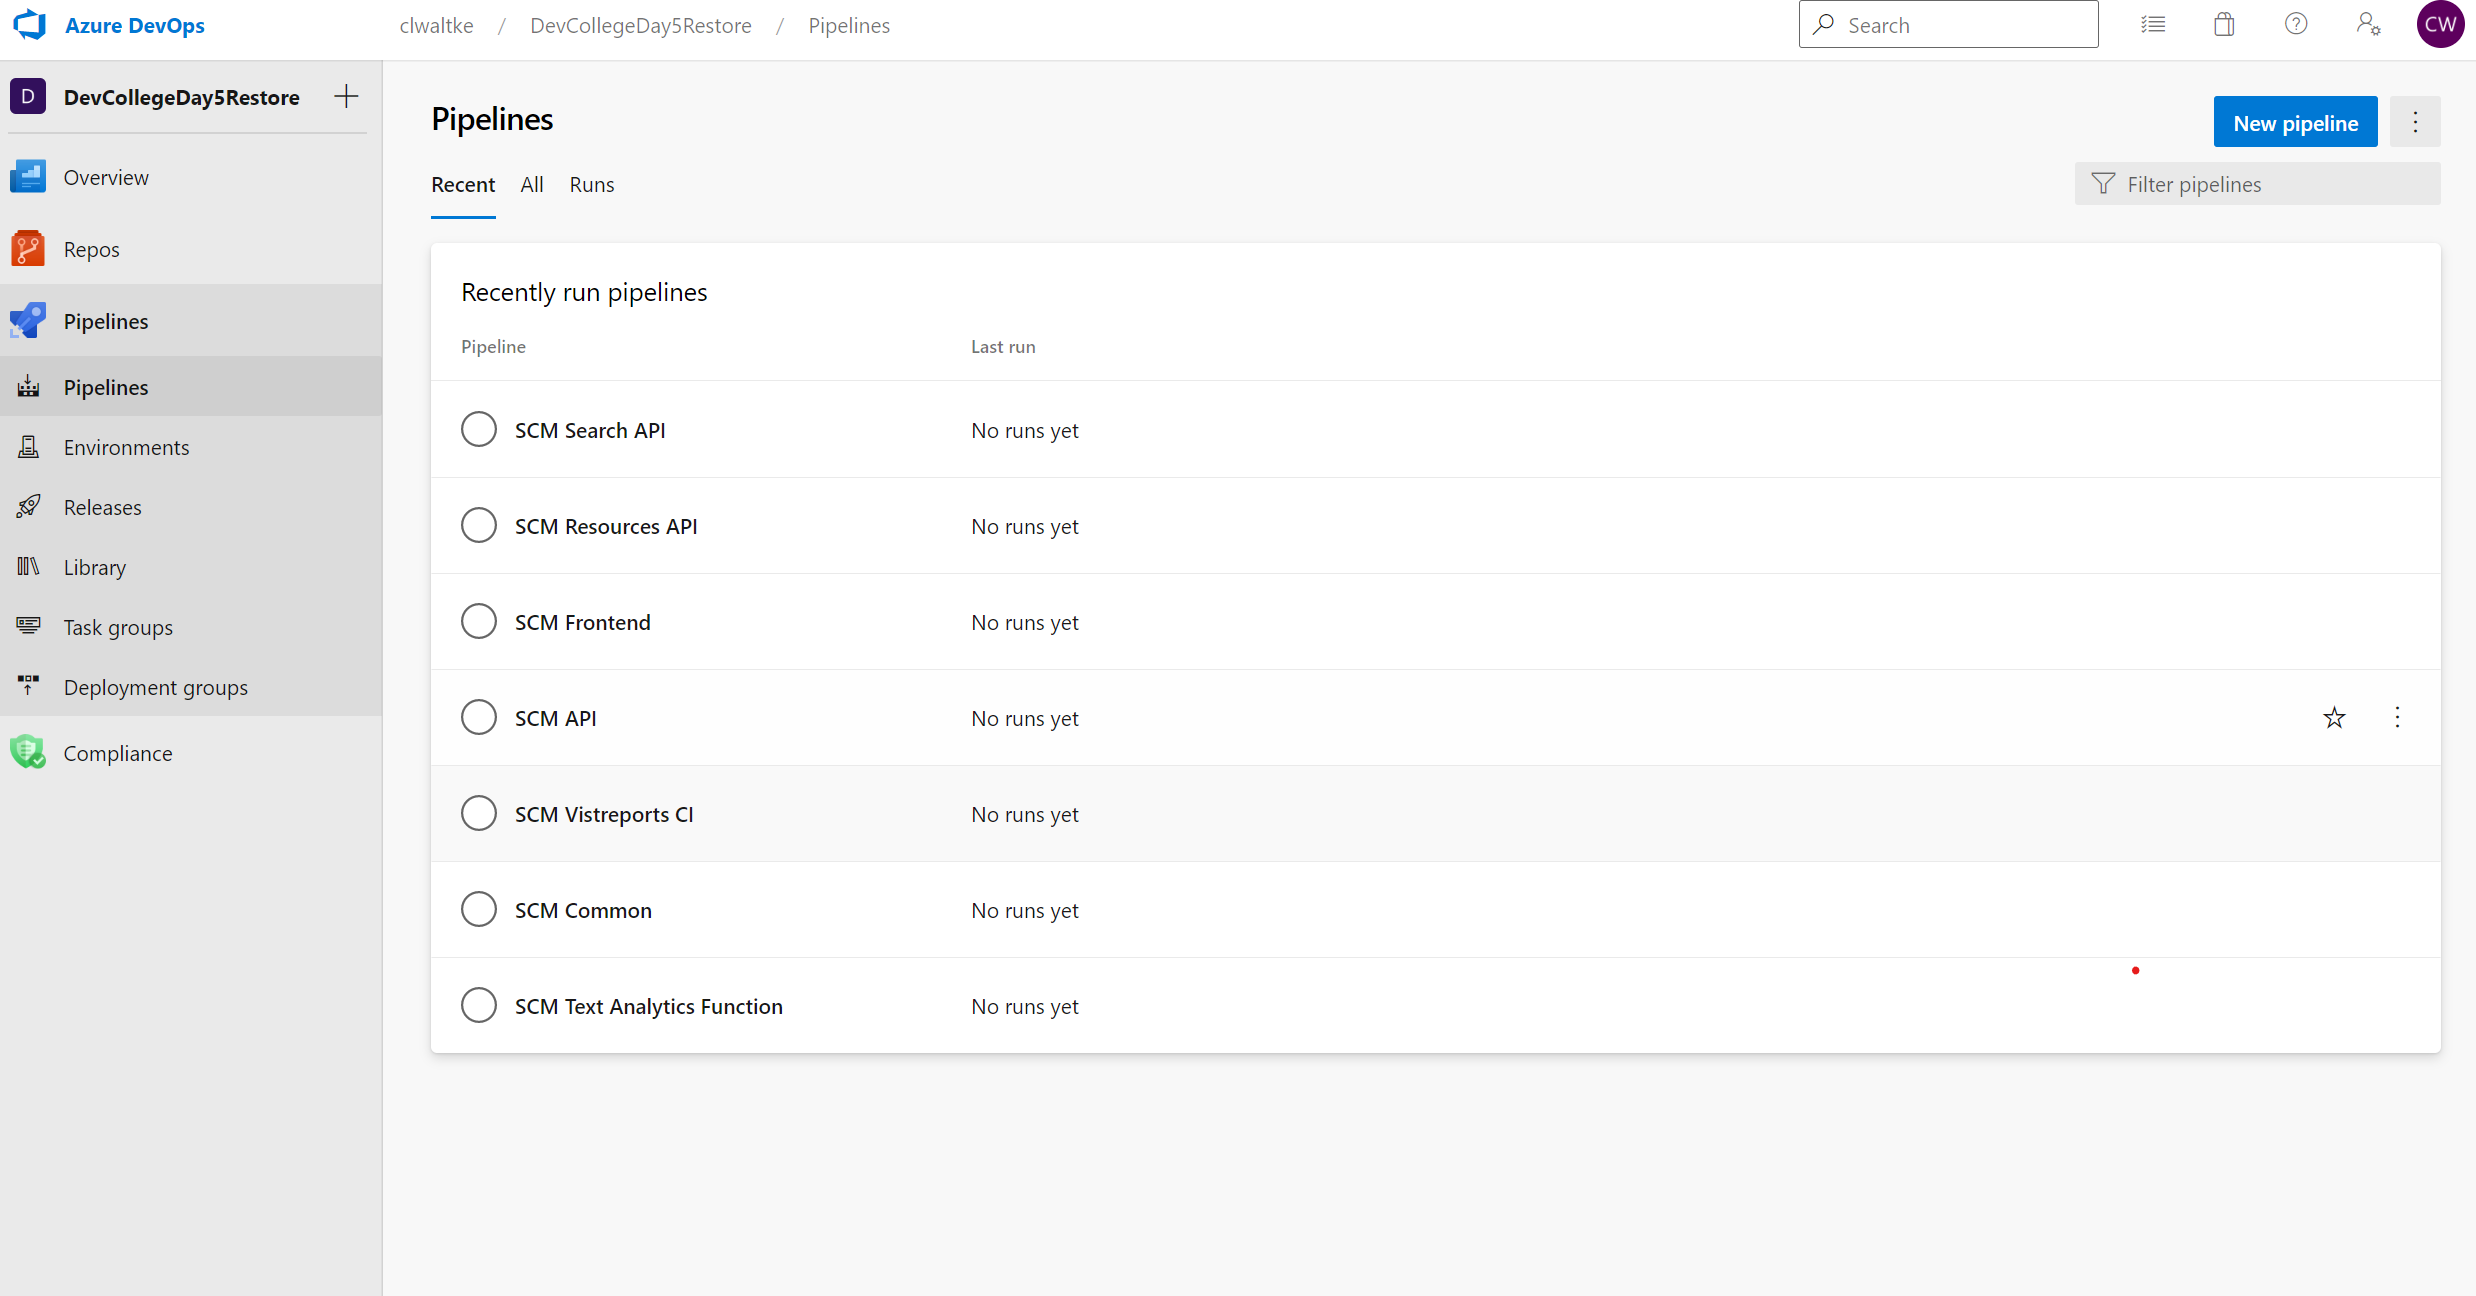 Azure DevOps
clwaltke / DevCollegeDay5Restore / Pipelines
Search
CW
D
DevCollegeDay5Restore
Overview
Repos
Pipelines
Pipelines
Environments
Releases
Library
Task groups
Deployment groups
Compliance
Pipelines
New pipeline
Recent All Runs
Filter pipelines
Recently run pipelines
Pipeline Last run
SCM Search API No runs yet
SCM Resources API No runs yet
SCM Frontend No runs yet
SCM API No runs yet
SCM Vistreports CI No runs yet
SCM Common No runs yet
SCM Text Analytics Function No runs yet